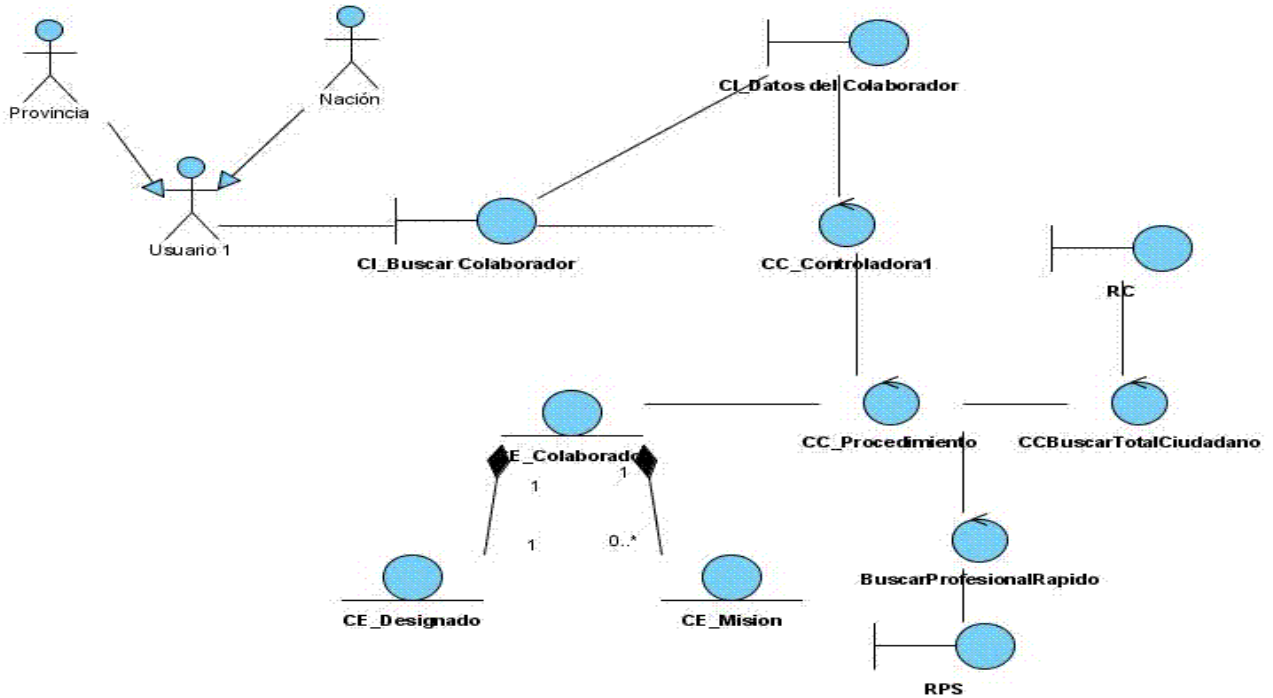 Provincia
Nación
CI_Datos del Colaborador
Usuario 1
CI_Buscar Colaborador
CC_Controladora1
RC
CE_Colaborador
CC_Procedimiento
CCBuscarTotalCiudadano
1
1
1
0..*
BuscarProfesionalRapido
CE_Designado
CE_Mision
RPS